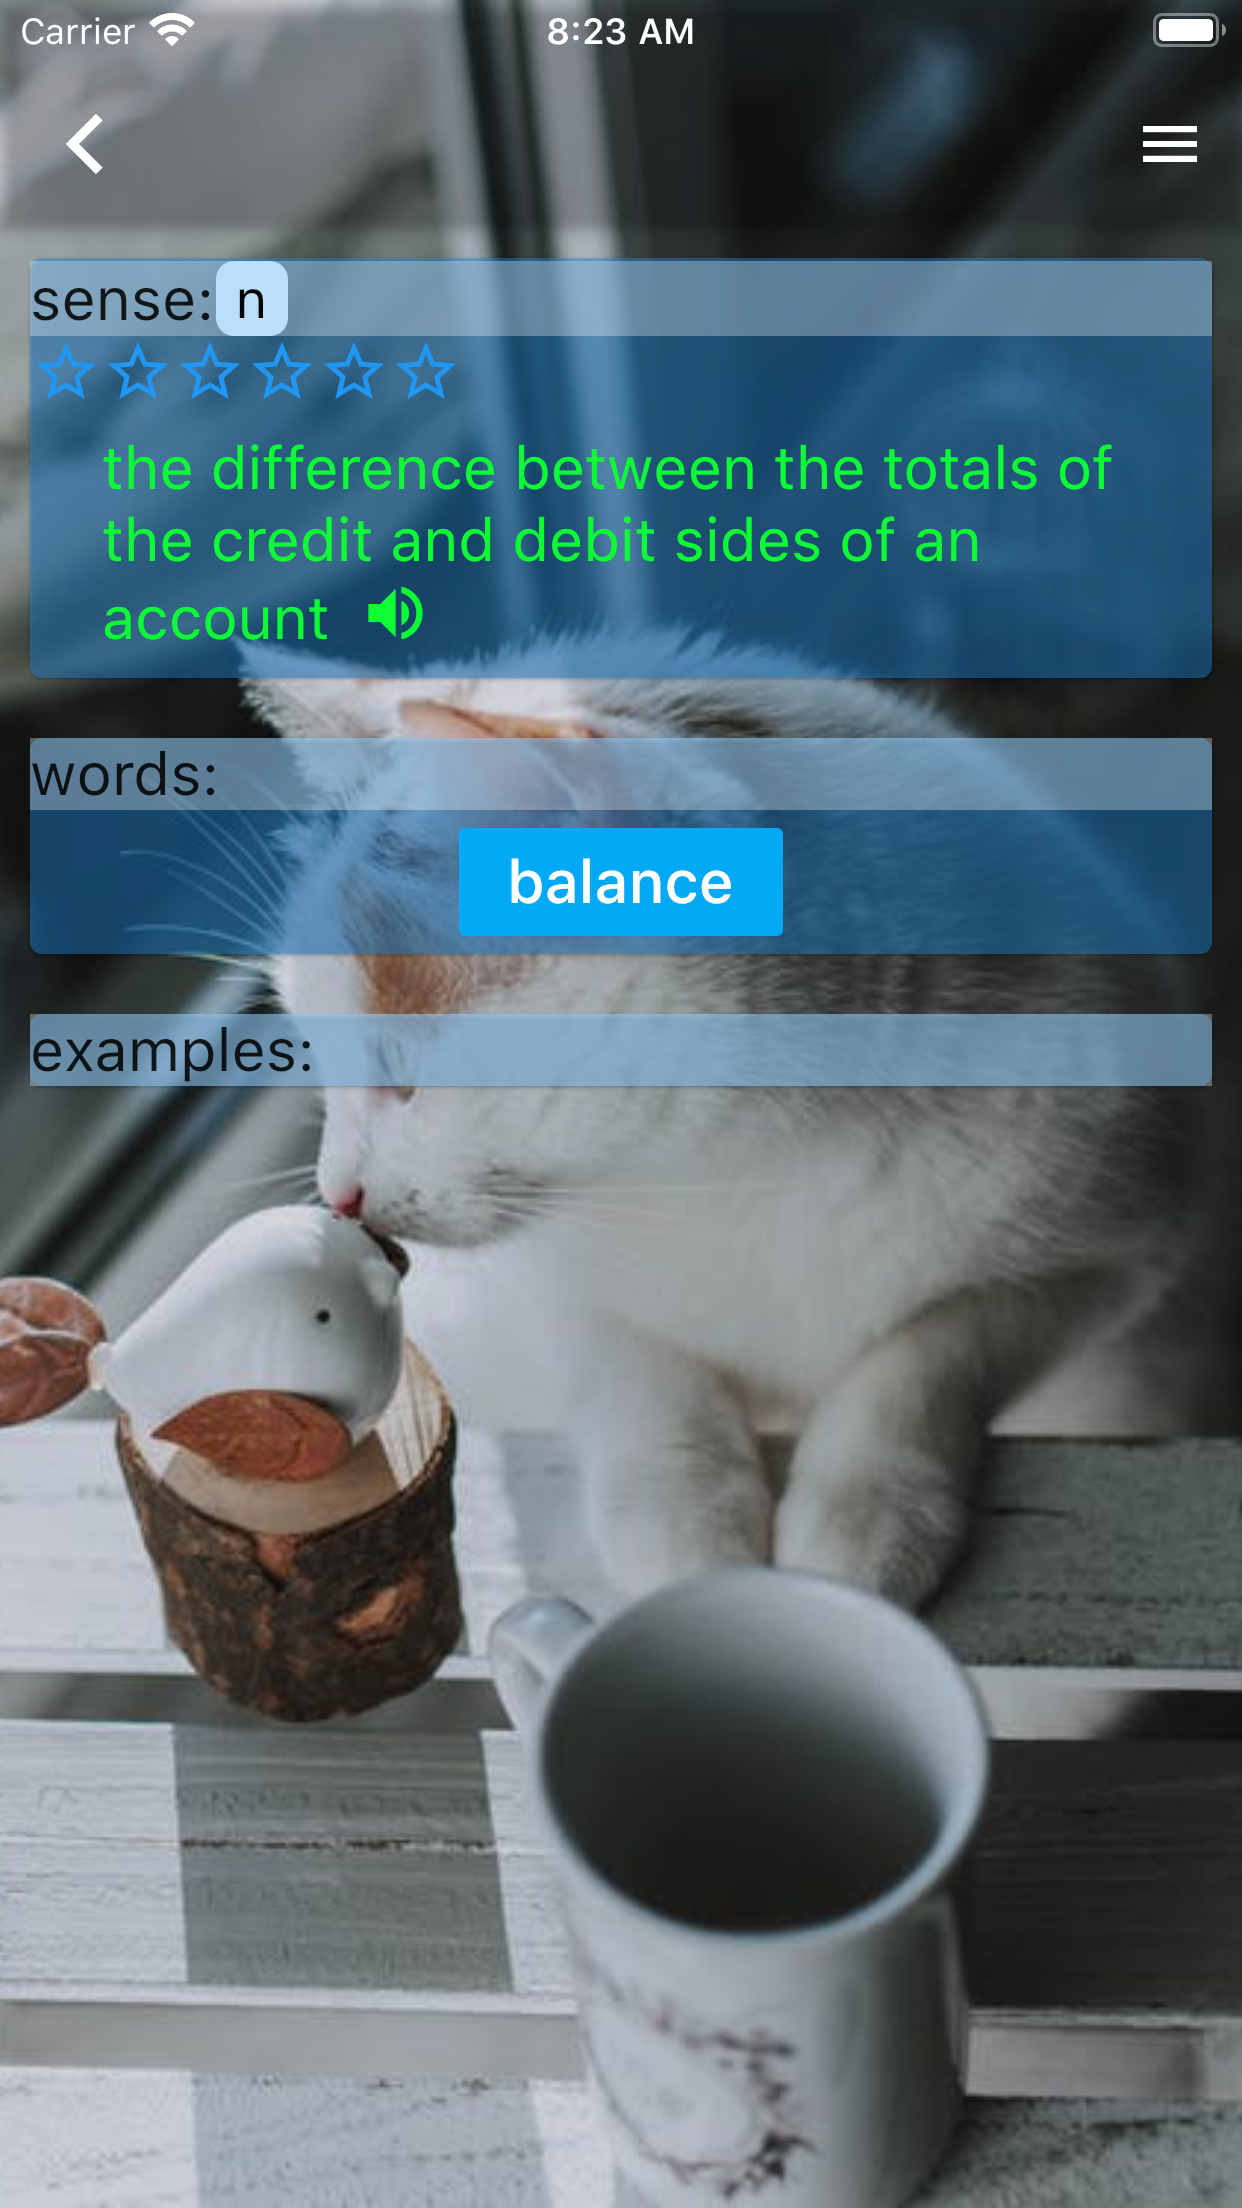 Carrier 8:23 AM
sense: n
the difference between the totals of
the credit and debit sides of an
account
words:
balance
examples: